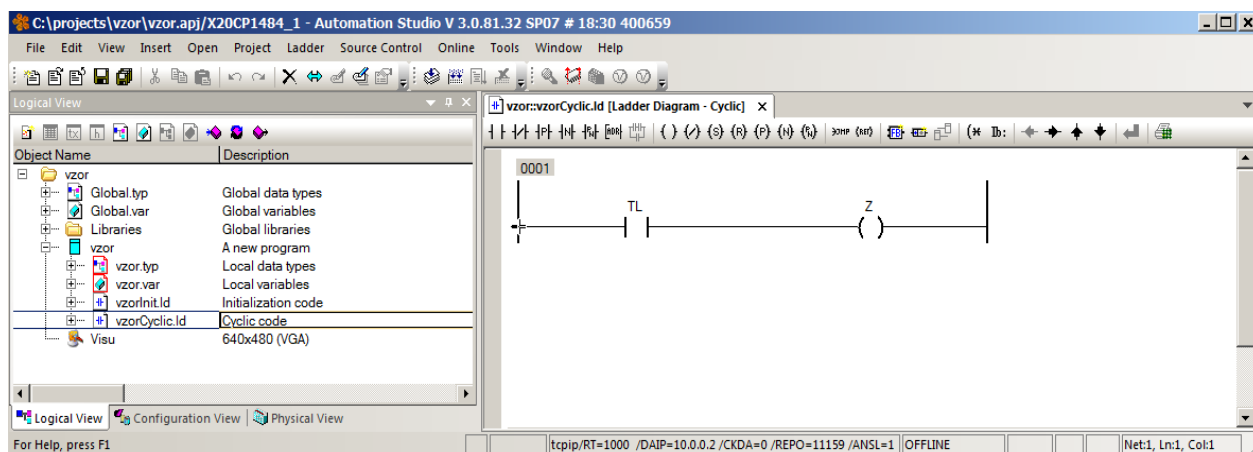 C:\projects\vzor\vzor.apj/X20CP1484_1 - Automation Studio V 3.0.81.32 SP07 # 18:30 400659
File Edit View Insert Open Project Ladder Source Control Online Tools Window Help
Logical View
vzor::vzorCyclic.ld [Ladder Diagram - Cyclic]
Object Name Description
vzor
Global.typ Global data types
Global.var Global variables
Libraries Global libraries
vzor A new program
vzor.typ Local data types
vzor.var Local variables
vzorInit.ld Initialization code
vzorCyclic.ld Cyclic code
Visu 640x480 (VGA)
0001
TL Z
Logical View Configuration View Physical View
For Help, press F1 tcpip/RT=1000 /DAIP=10.0.0.2 /CKDA=0 /REPO=11159 /ANSL=1 OFFLINE Net:1, Ln:1, Col:1